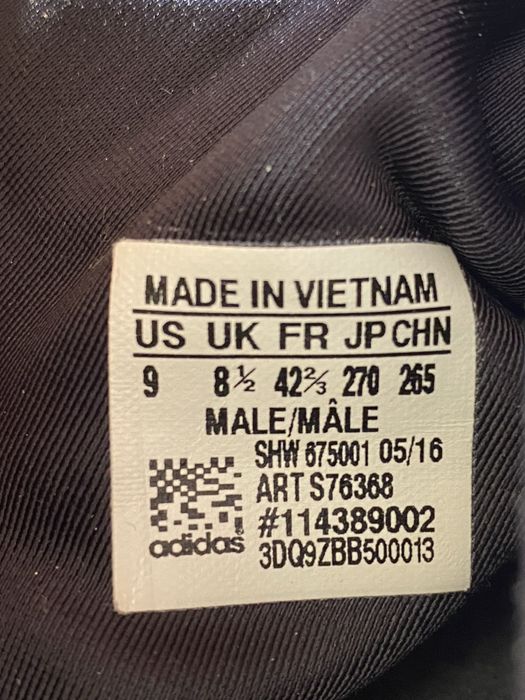 MADE IN VIETNAM
US UK FR JP CHN
9 8½ 42⅔ 270 265
MALE/MÂLE
SHW 675001 05/16
ART S76368
#114389002
adidas 3DQ9ZBB500013